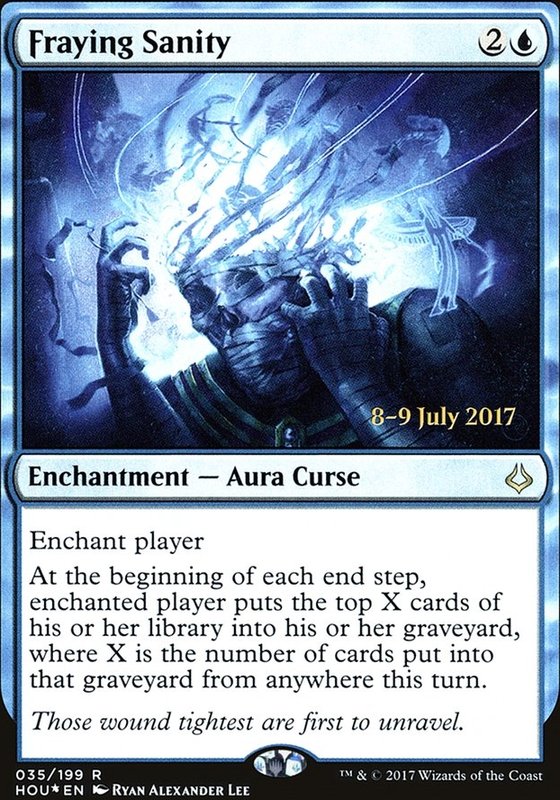 Fraying Sanity 2
8–9 July 2017
Enchantment — Aura Curse
Enchant player
At the beginning of each end step,
enchanted player puts the top X cards of
his or her library into his or her graveyard,
where X is the number of cards put into
that graveyard from anywhere this turn.
Those wound tightest are first to unravel.
035/199 R
HOU★EN Ryan Alexander Lee
™ & © 2017 Wizards of the Coast